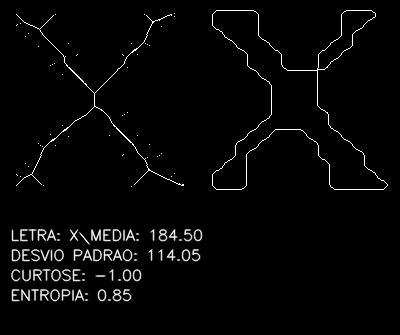 LETRA: X\MEDIA: 184.50
DESVIO PADRAO: 114.05
CURTOSE: -1.00
ENTROPIA: 0.85